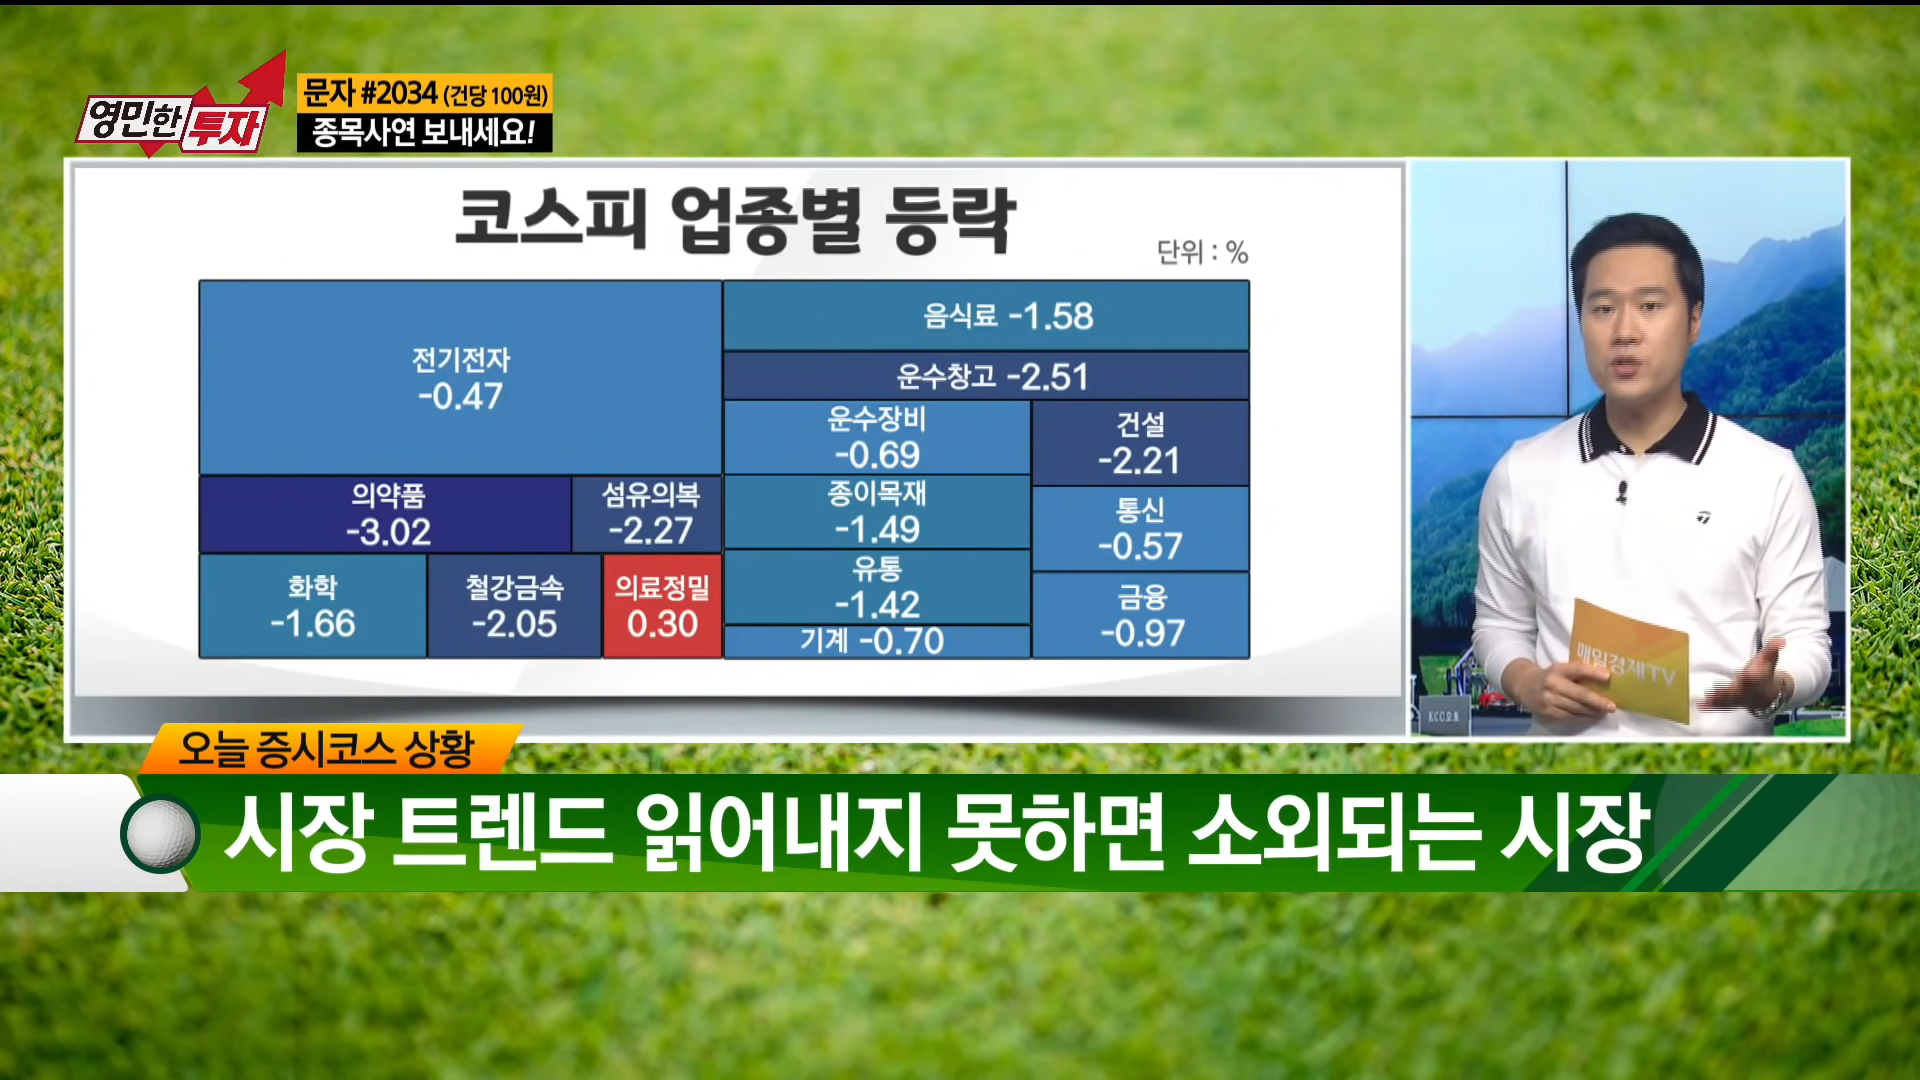 영민한 투자
문자 #2034 (건당 100원)
종목사연 보내세요!
코스피 업종별 등락
단위 : %
전기전자
-0.47
음식료 -1.58
운수창고 -2.51
운수장비
-0.69
건설
-2.21
의약품
-3.02
섬유의복
-2.27
종이목재
-1.49
통신
-0.57
화학
-1.66
철강금속
-2.05
의료정밀
0.30
유통
-1.42
금융
-0.97
기계 -0.70
매일경제TV
KCC오토
오늘 증시코스 상황
시장 트렌드 읽어내지 못하면 소외되는 시장